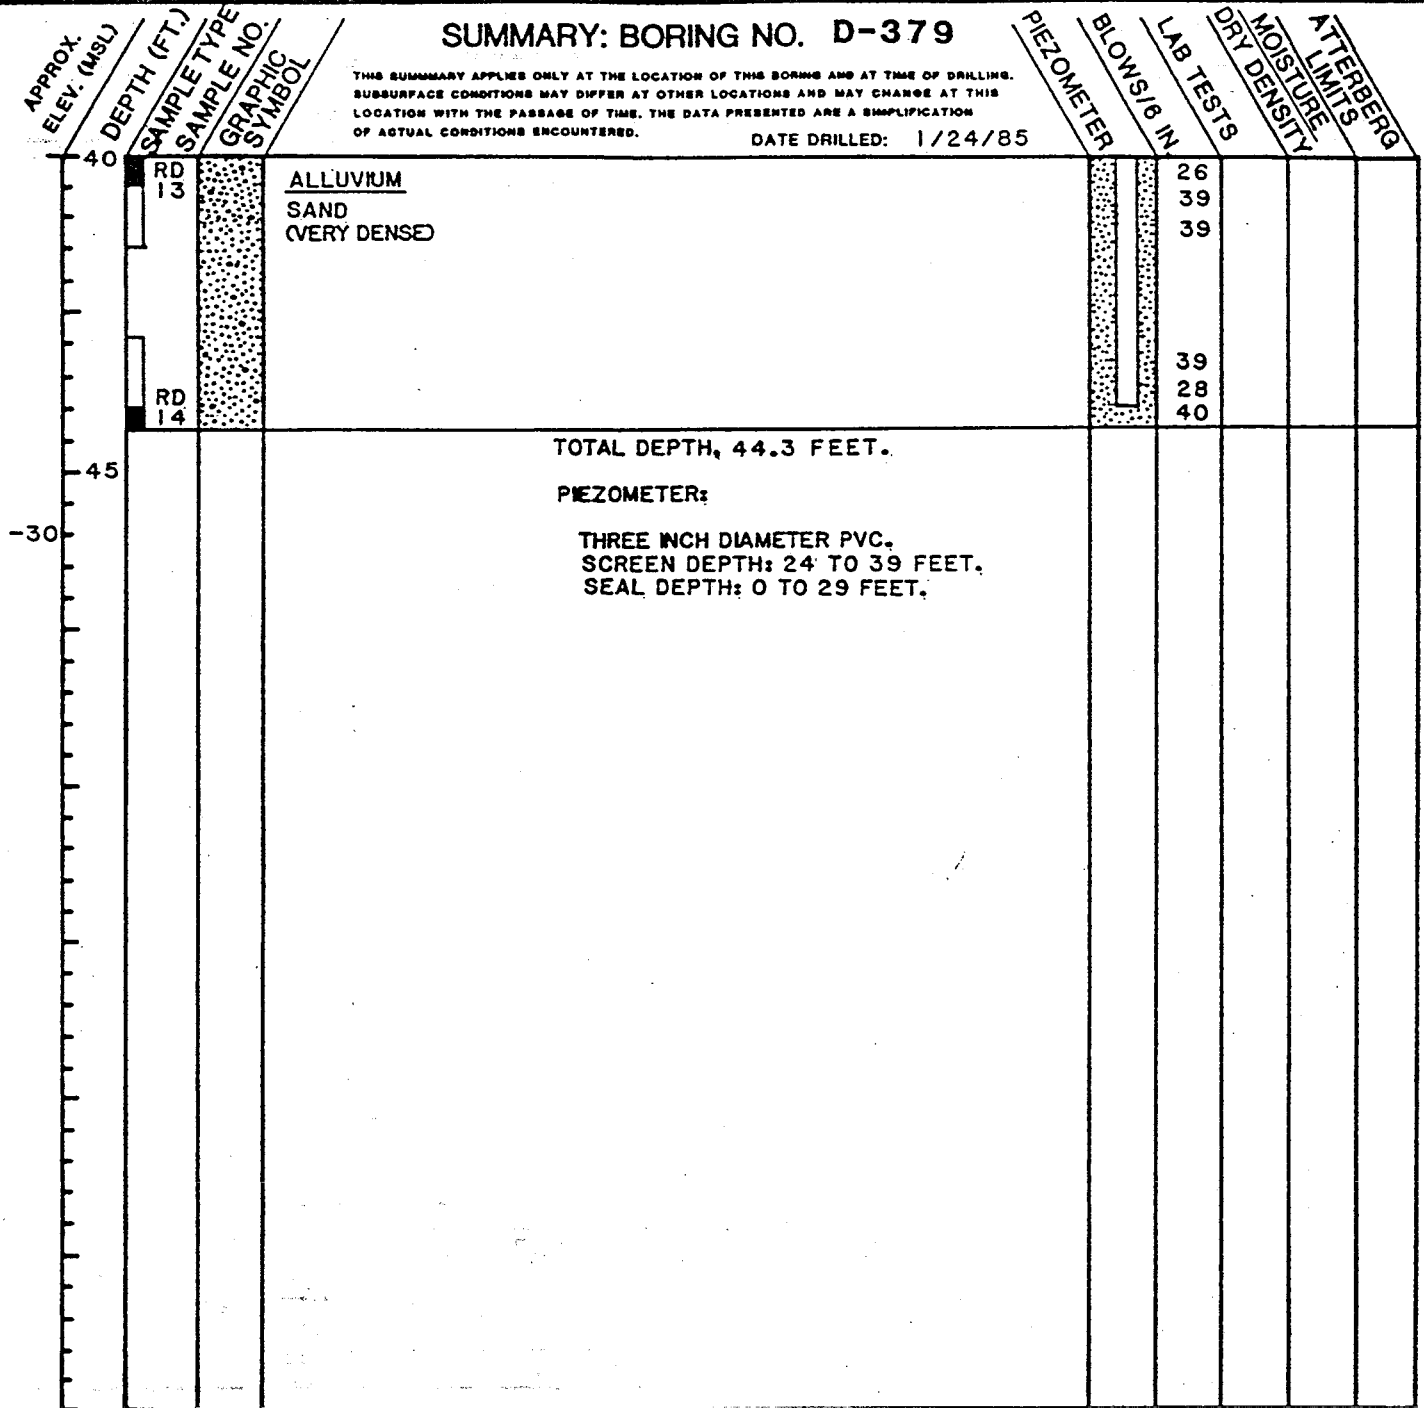 SUMMARY: BORING NO. D-379
THIS SUMMMARY APPLIES ONLY AT THE LOCATION OF THIS BORING AND AT TIME OF DRILLING.
SUBSURFACE CONDITIONS MAY DIFFER AT OTHER LOCATIONS AND MAY CHANGE AT THIS
LOCATION WITH THE PASSAGE OF TIME. THE DATA PRESENTED ARE A SIMPLIFICATION
OF ACTUAL CONDITIONS ENCOUNTERED.
DATE DRILLED: 1/24/85
APPROX.
ELEV. (MSL)
DEPTH (FT.)
SAMPLE TYPE
SAMPLE NO.
GRAPHIC
SYMBOL
PIEZOMETER
BLOWS/6 IN.
LAB TESTS
DRY DENSITY
MOISTURE
ATTERBERG
LIMITS
40
RD
13
ALLUVIUM
SAND
(VERY DENSE)
26
39
39
39
28
40
RD
14
TOTAL DEPTH, 44.3 FEET.
45
PIEZOMETER:
-30
THREE INCH DIAMETER PVC.
SCREEN DEPTH: 24 TO 39 FEET.
SEAL DEPTH: 0 TO 29 FEET.